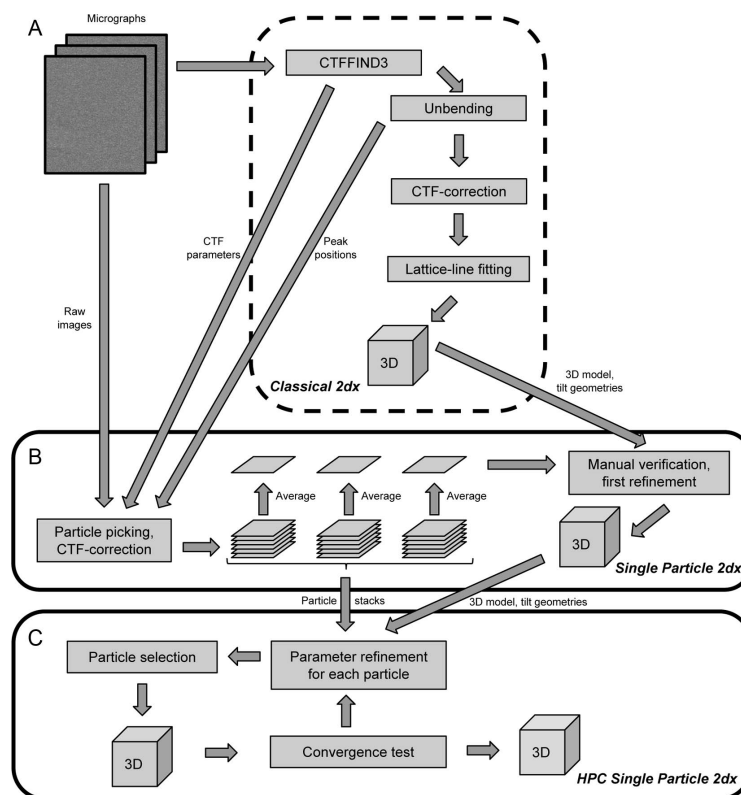 A
Micrographs
CTFFIND3
Unbending
CTF-correction
Lattice-line fitting
3D
Classical 2dx
CTF
parameters
Peak
positions
Raw
images
3D model,
tilt geometries
B
Particle picking,
CTF-correction
Average
Average
Average
Manual verification,
first refinement
3D
Single Particle 2dx
Particle
stacks
3D model, tilt geometries
C
Particle selection
Parameter refinement
for each particle
3D
Convergence test
3D
HPC Single Particle 2dx